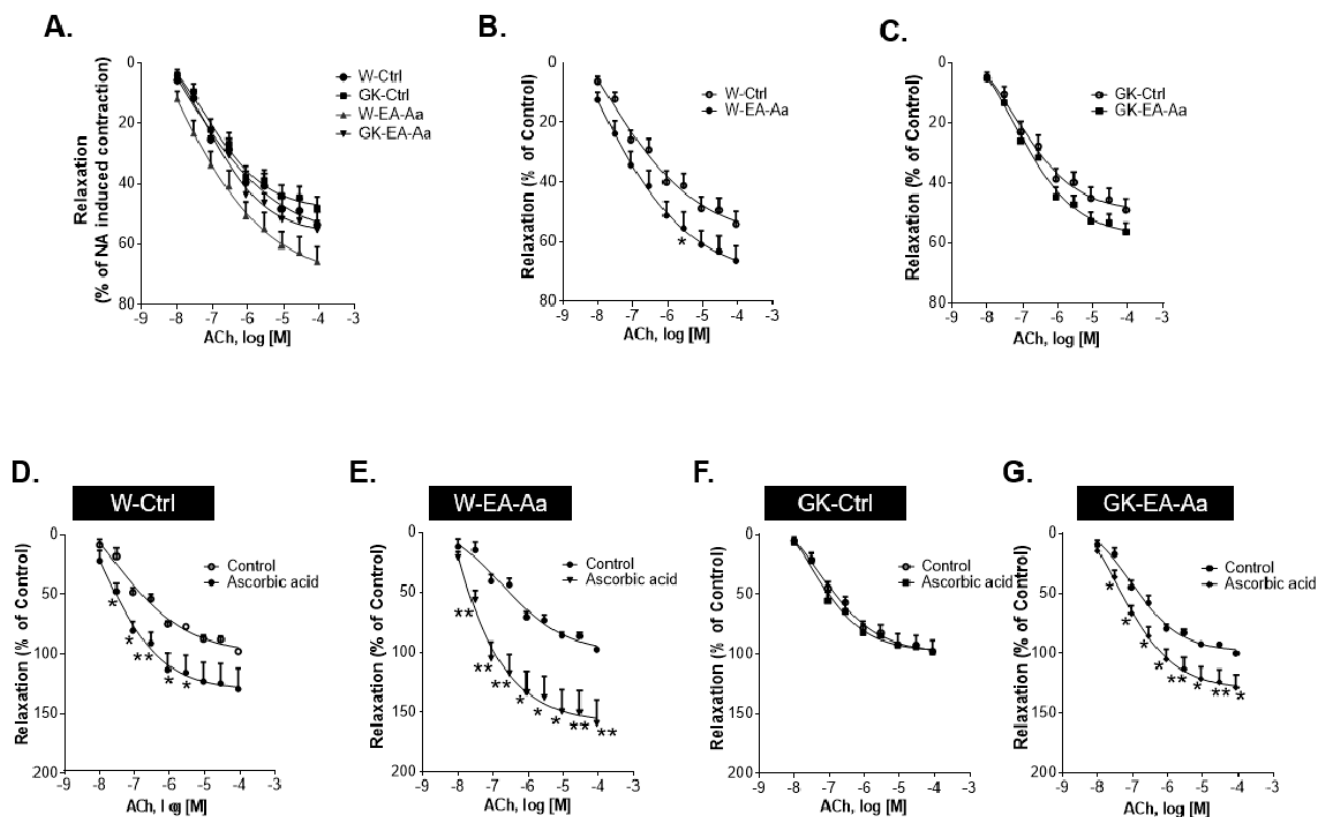 A.
0
20
40
60
80
-9 -8 -7 -6 -5 -4 -3
Relaxation
(% of NA induced contraction)
ACh, log [M]
W-Ctrl
GK-Ctrl
W-EA-Aa
GK-EA-Aa
B.
0
20
40
60
80
-9 -8 -7 -6 -5 -4 -3
Relaxation (% of Control)
ACh, log [M]
W-Ctrl
W-EA-Aa
*
C.
0
20
40
60
80
-9 -8 -7 -6 -5 -4 -3
Relaxation (% of Control)
ACh, log [M]
GK-Ctrl
GK-EA-Aa
D.
W-Ctrl
0
50
100
150
200
-9 -8 -7 -6 -5 -4 -3
Relaxation (% of Control)
ACh, log [M]
Control
Ascorbic acid
* * ** * *
E.
W-EA-Aa
0
50
100
150
200
-9 -8 -7 -6 -5 -4 -3
Relaxation (% of Control)
ACh, log [M]
Control
Ascorbic acid
** ** ** * * * ** **
F.
GK-Ctrl
0
50
100
150
200
-9 -8 -7 -6 -5 -4 -3
Relaxation (% of Control)
ACh, log [M]
Control
Ascorbic acid
G.
GK-EA-Aa
0
50
100
150
200
-9 -8 -7 -6 -5 -4 -3
Relaxation (% of Control)
ACh, log [M]
Control
Ascorbic acid
* * * * ** * ** *